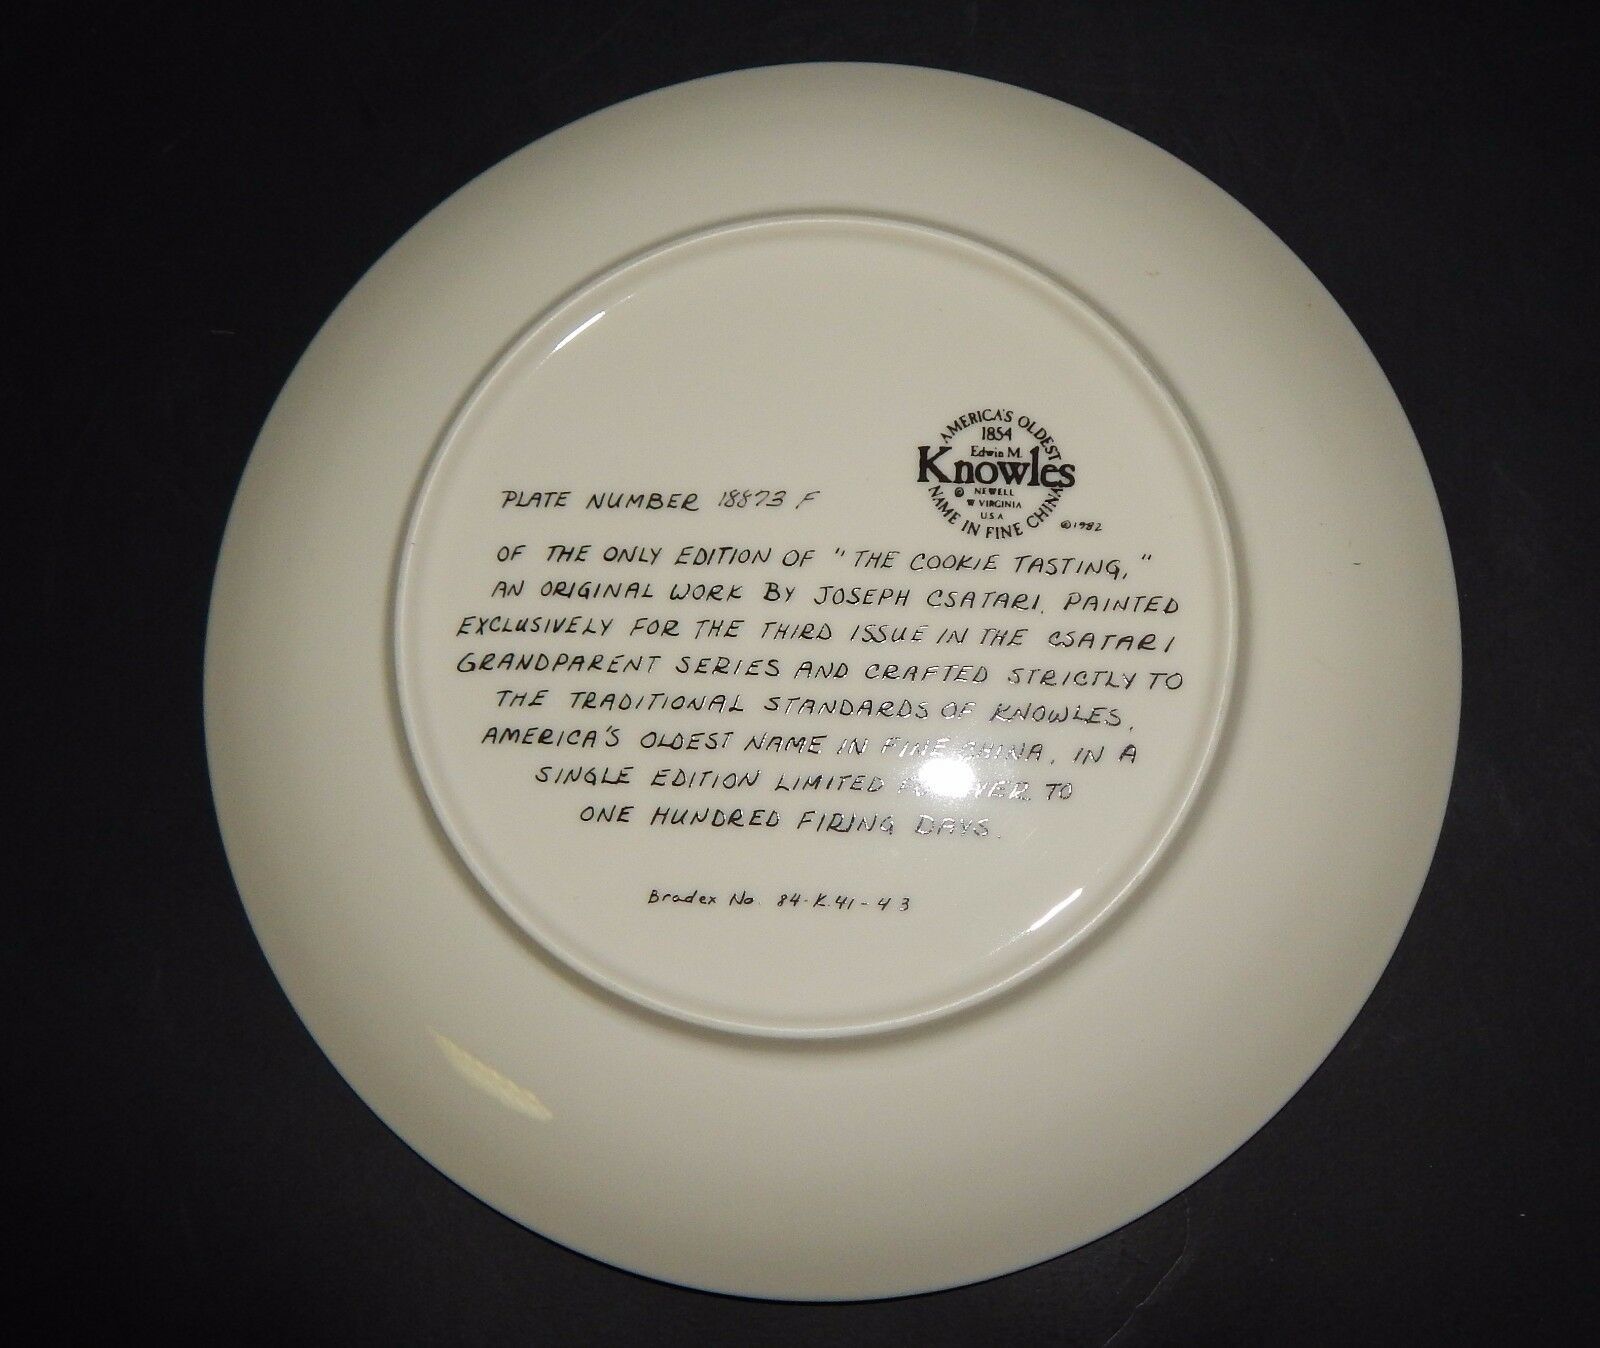 AMERICA'S OLDEST
1854
Edwin M.
Knowles
© NEWELL
W VIRGINIA
U.S.A
NAME IN FINE CHINA
©1982
PLATE NUMBER 18873 F
OF THE ONLY EDITION OF "THE COOKIE TASTING,"
AN ORIGINAL WORK BY JOSEPH CSATARI, PAINTED
EXCLUSIVELY FOR THE THIRD ISSUE IN THE CSATARI
GRANDPARENT SERIES AND CRAFTED STRICTLY TO
THE TRADITIONAL STANDARDS OF KNOWLES,
AMERICA'S OLDEST NAME IN FINE CHINA, IN A
SINGLE EDITION LIMITED FOREVER TO
ONE HUNDRED FIRING DAYS.
Bradex No. 84-K.41-43